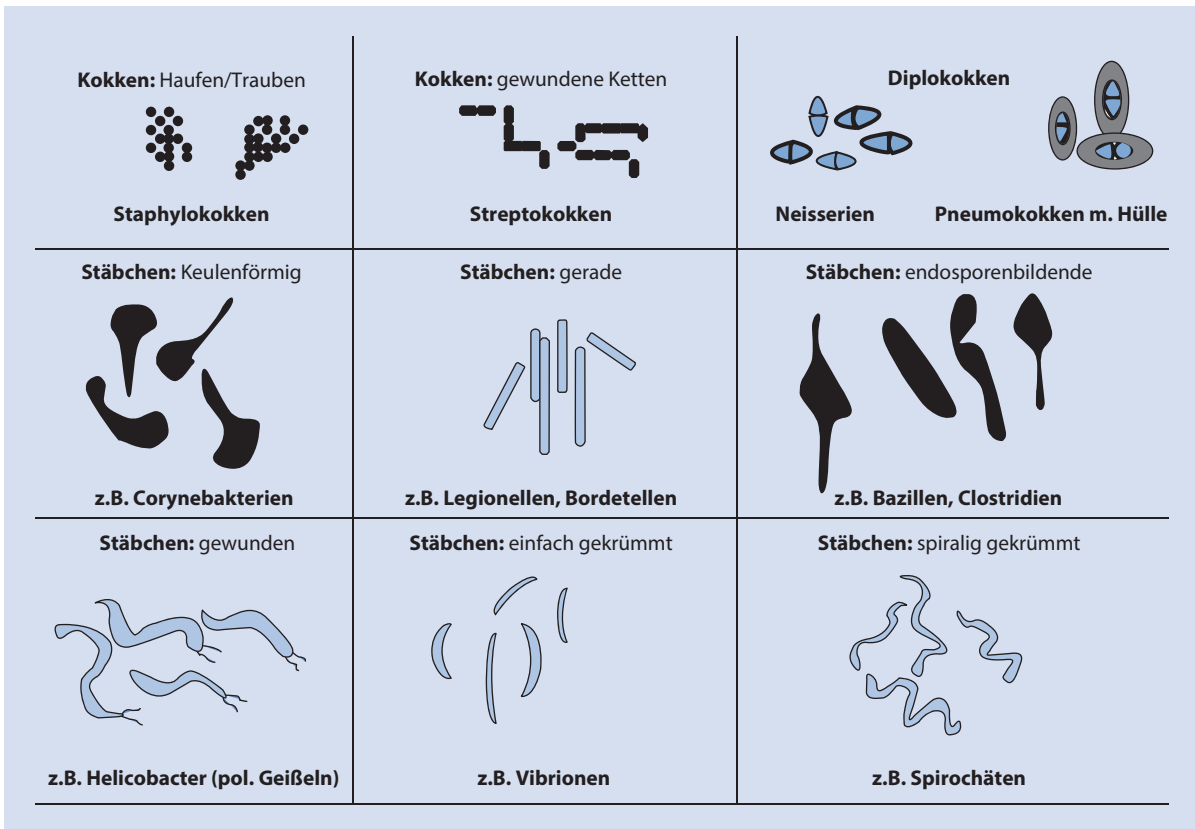 Kokken: Haufen/Trauben
Staphylokokken
Kokken: gewundene Ketten
Streptokokken
Diplokokken
Neisserien
Pneumokokken m. Hülle
Stäbchen: Keulenförmig
z.B. Corynebakterien
Stäbchen: gerade
z.B. Legionellen, Bordetellen
Stäbchen: endosporenbildende
z.B. Bazillen, Clostridien
Stäbchen: gewunden
z.B. Helicobacter (pol. Geißeln)
Stäbchen: einfach gekrümmt
z.B. Vibrionen
Stäbchen: spiralig gekrümmt
z.B. Spirochäten